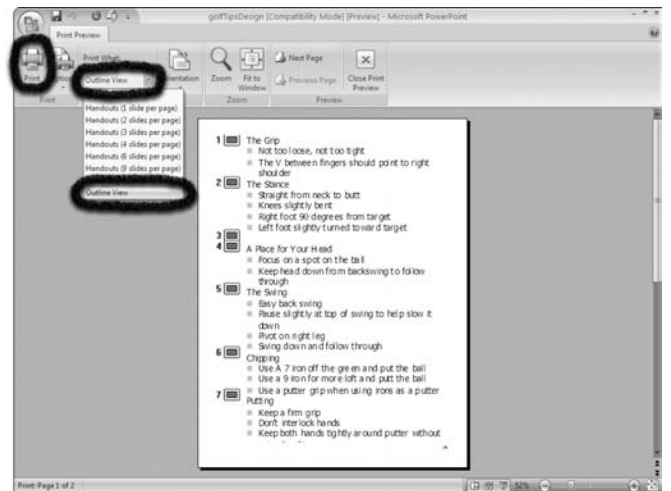 golfTipsDesign [Compatibility Mode] [Preview] - Microsoft PowerPoint
Print Preview
Print What:
Next Page
Outline View
Previous Page
Print
Orientation
Zoom
Fit to
Window
Close Print
Preview
Print
Zoom
Preview
Handouts (1 slide per page)
Handouts (2 slides per page)
Handouts (3 slides per page)
Handouts (4 slides per page)
Handouts (6 slides per page)
Handouts (9 slides per page)
Outline View
1 The Grip
Not too loose, not too tight
The V between fingers should point to right
shoulder
2 The Stance
Straight from neck to butt
Knees slightly bent
Right foot 90 degrees from target
Left foot slightly turned toward target
3
4 A Place for Your Head
Focus on a spot on the ball
Keep head down from backswing to follow
through
5 The Swing
Easy back swing
Pause slightly at top of swing to help slow it
down
Pivot on right leg
Swing down and follow through
6 Chipping
Use A 7 iron off the green and put the ball
Use a 9 iron for more loft and putt the ball
Use a putter grip when using irons as a putter
7 Putting
Keep a firm grip
Don't interlock hands
Keep both hands tightly around putter without
Print: Page 1 of 2
52%